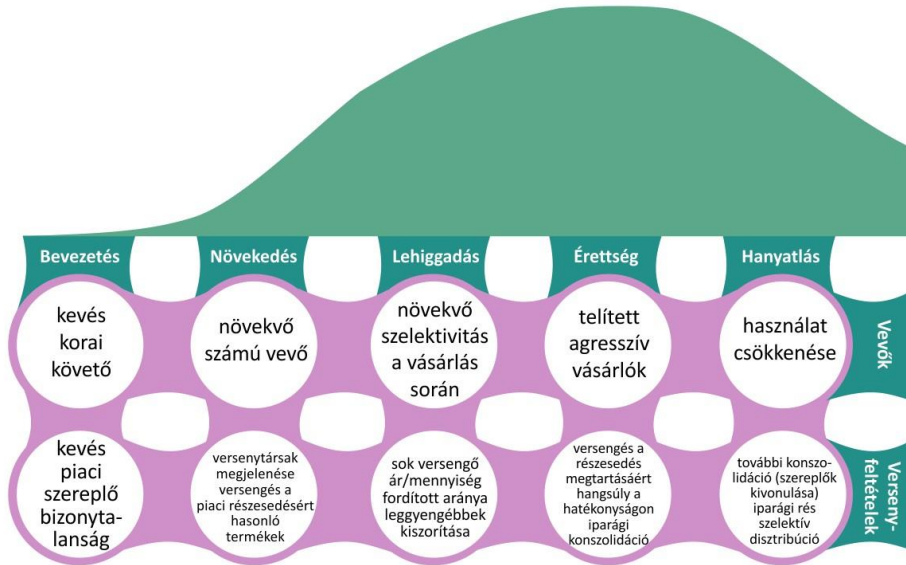 Bevezetés
Növekedés
Lehiggadás
Érettség
Hanyatlás
kevés
korai
követő
növekvő
számú vevő
növekvő
szelektivitás
a vásárlás
során
telített
agresszív
vásárlók
használat
csökkenése
Vevők
kevés
piaci
szereplő
bizonyta-
lanság
versenytársak
megjelenése
versengés a
piaci részesedésért
hasonló
termékek
sok versengő
ár/mennyiség
fordított aránya
leggyengébbek
kiszorítása
versengés a
részesedés
megtartásáért
hangsúly a
hatékonyságon
iparági
konszolidáció
további konszo-
lidáció (szereplők
kivonulása)
iparági rés
szelektív
disztribúció
Verseny-
feltételek